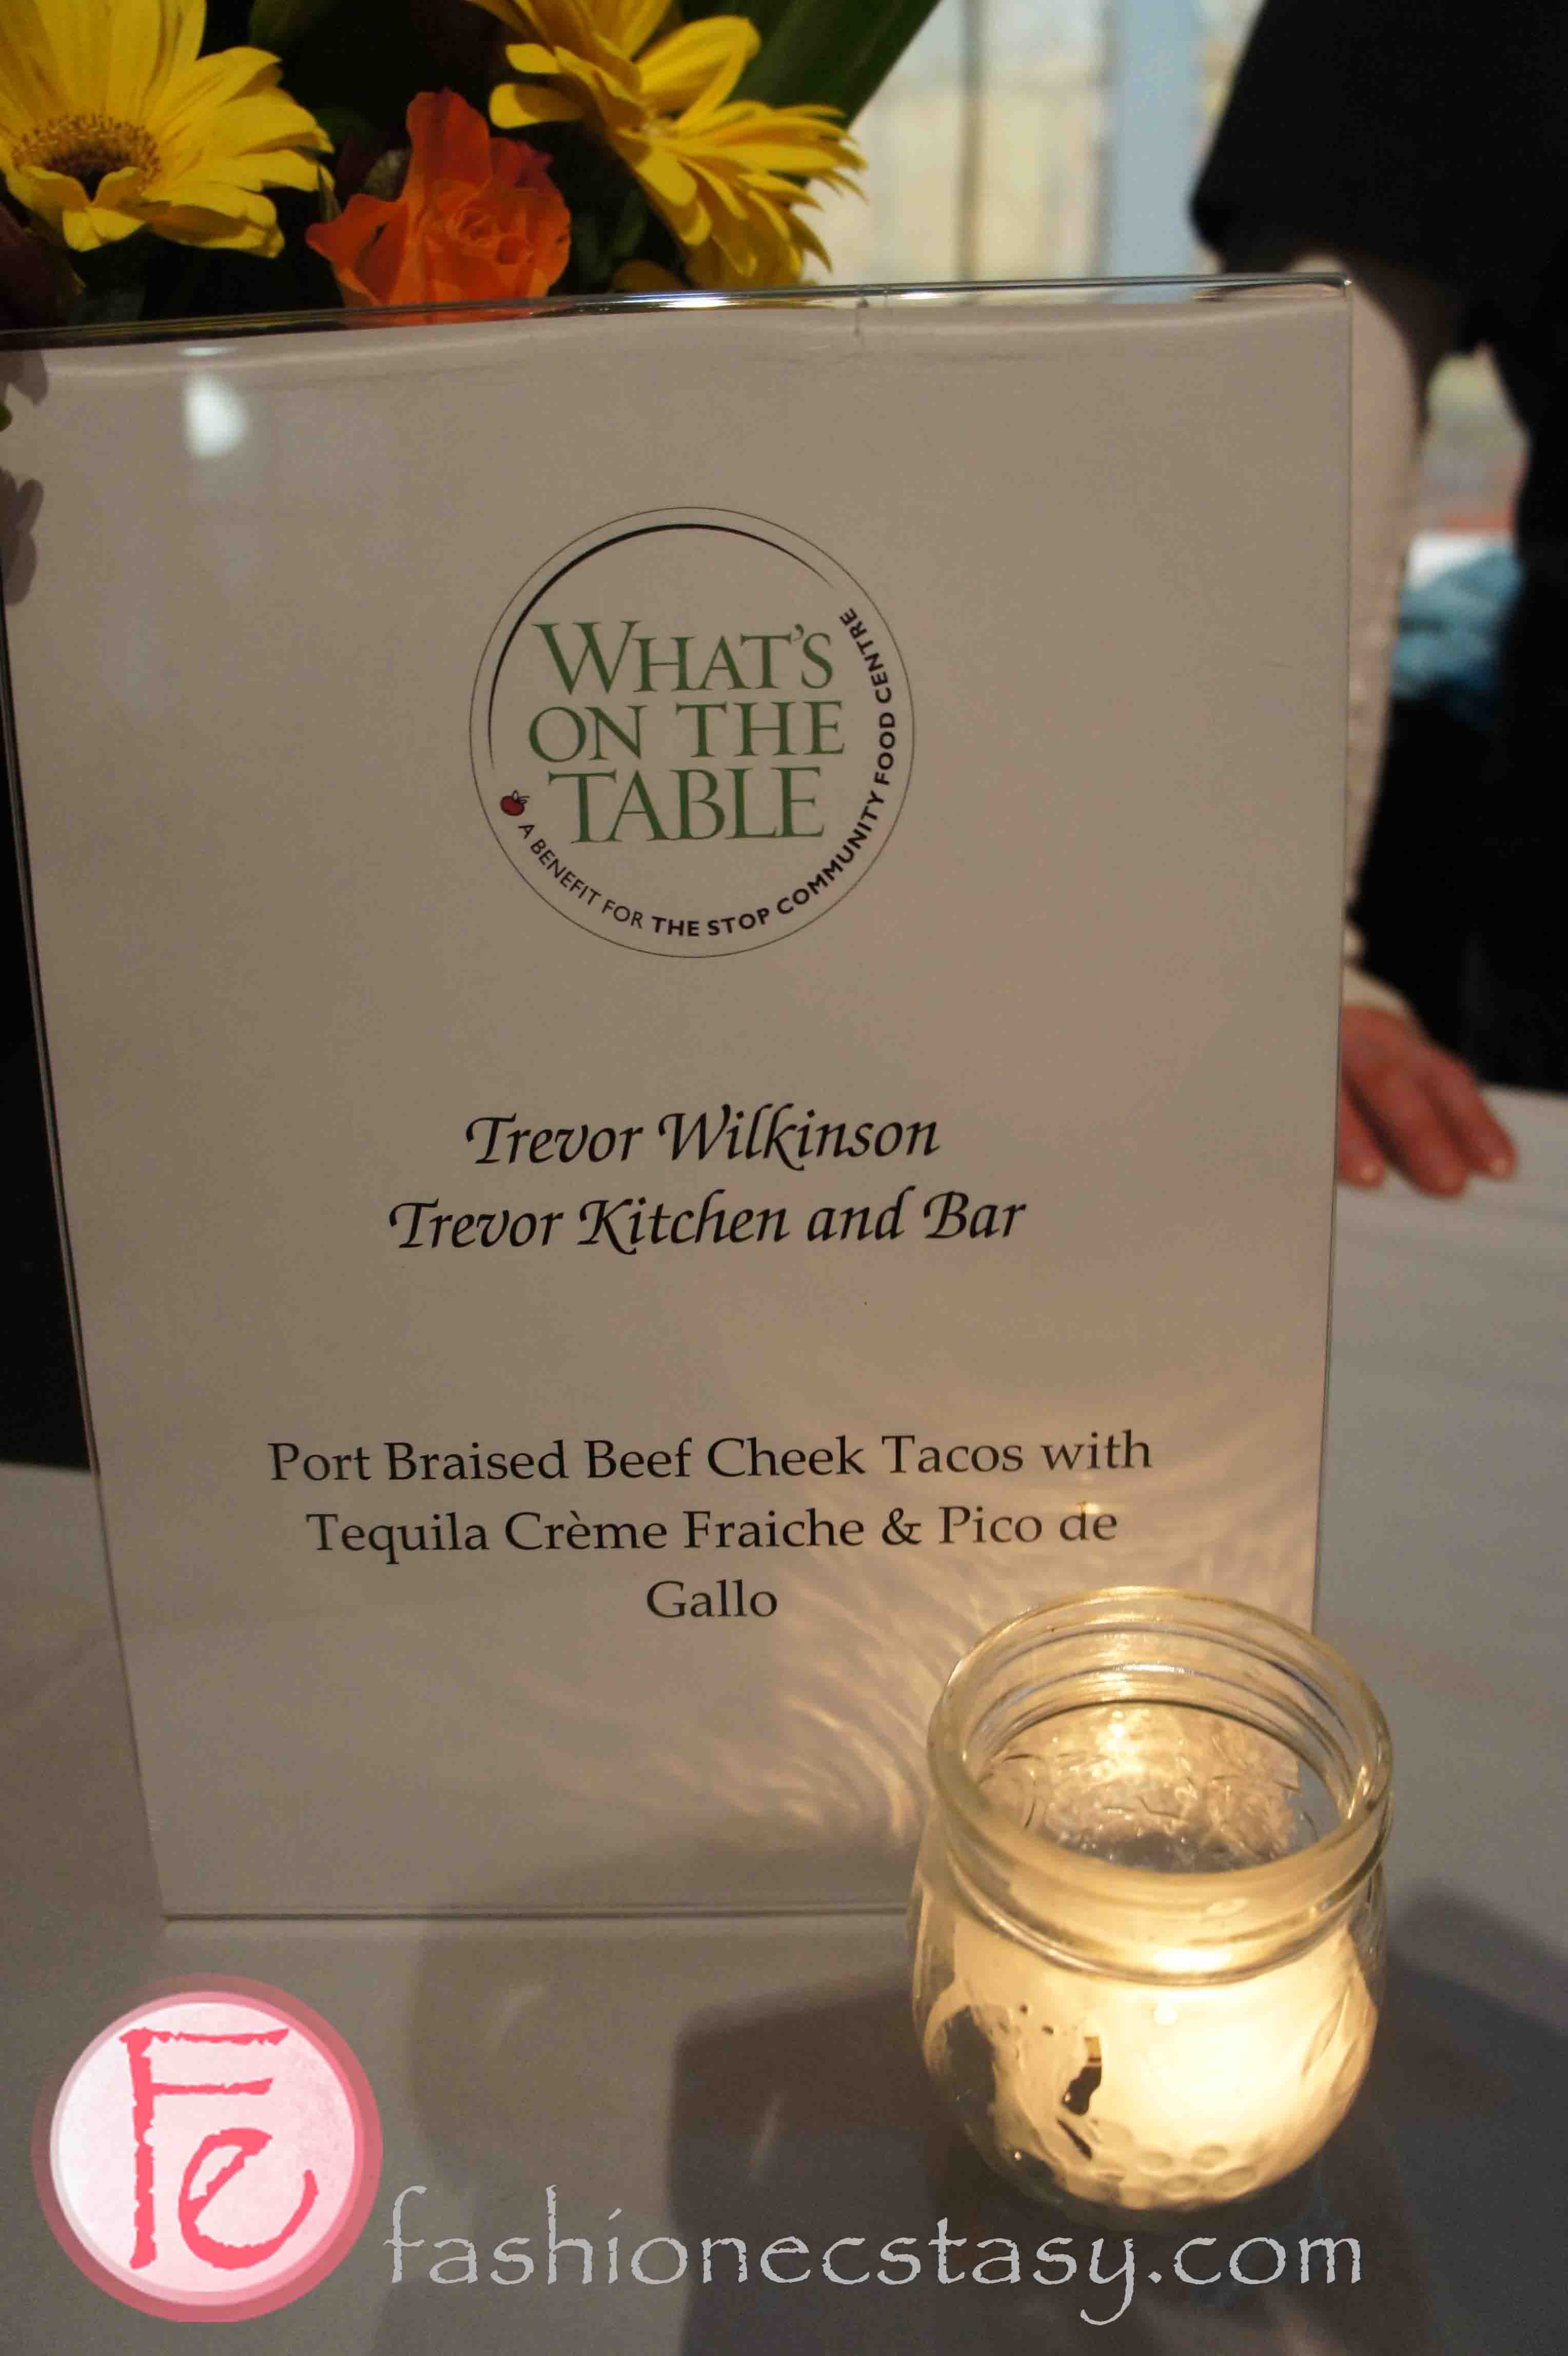 WHAT'S
ON THE
TABLE
A BENEFIT FOR THE STOP COMMUNITY FOOD CENTRE
Trevor Wilkinson
Trevor Kitchen and Bar
Port Braised Beef Cheek Tacos with
Tequila Crème Fraiche & Pico de
Gallo
Fe
fashionecstasy.com